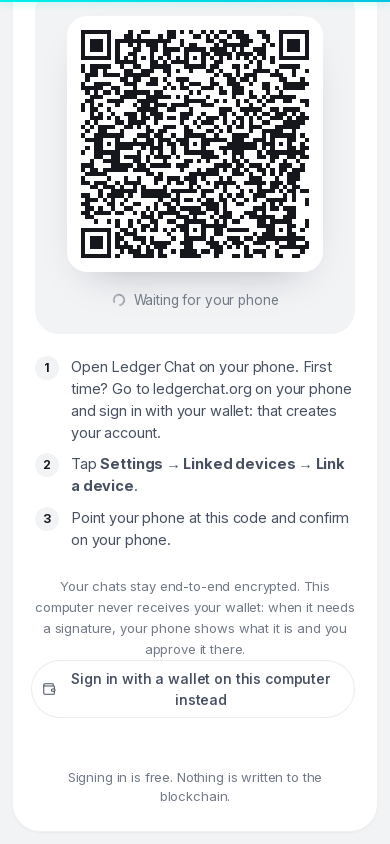 Waiting for your phone
1 Open Ledger Chat on your phone. First
time? Go to ledgerchat.org on your phone
and sign in with your wallet: that creates
your account.
2 Tap Settings → Linked devices → Link
a device.
3 Point your phone at this code and confirm
on your phone.
Your chats stay end-to-end encrypted. This
computer never receives your wallet: when it needs
a signature, your phone shows what it is and you
approve it there.
Sign in with a wallet on this computer
instead
Signing in is free. Nothing is written to the
blockchain.